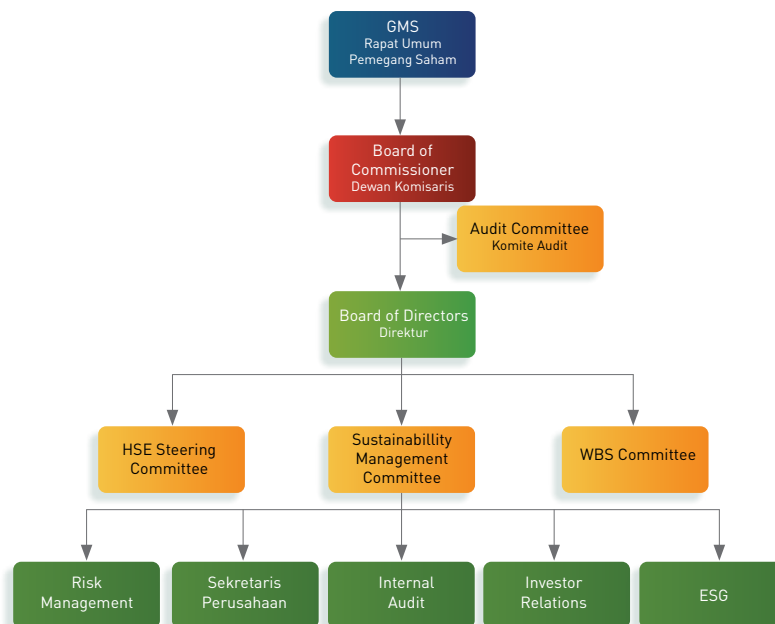 GMS
Rapat Umum
Pemegang Saham
Board of
Commissioner
Dewan Komisaris
Audit Committee
Komite Audit
Board of Directors
Direktur
HSE Steering
Committee
Sustainabillity
Management
Committee
WBS Committee
Risk
Management
Sekretaris
Perusahaan
Internal
Audit
Investor
Relations
ESG